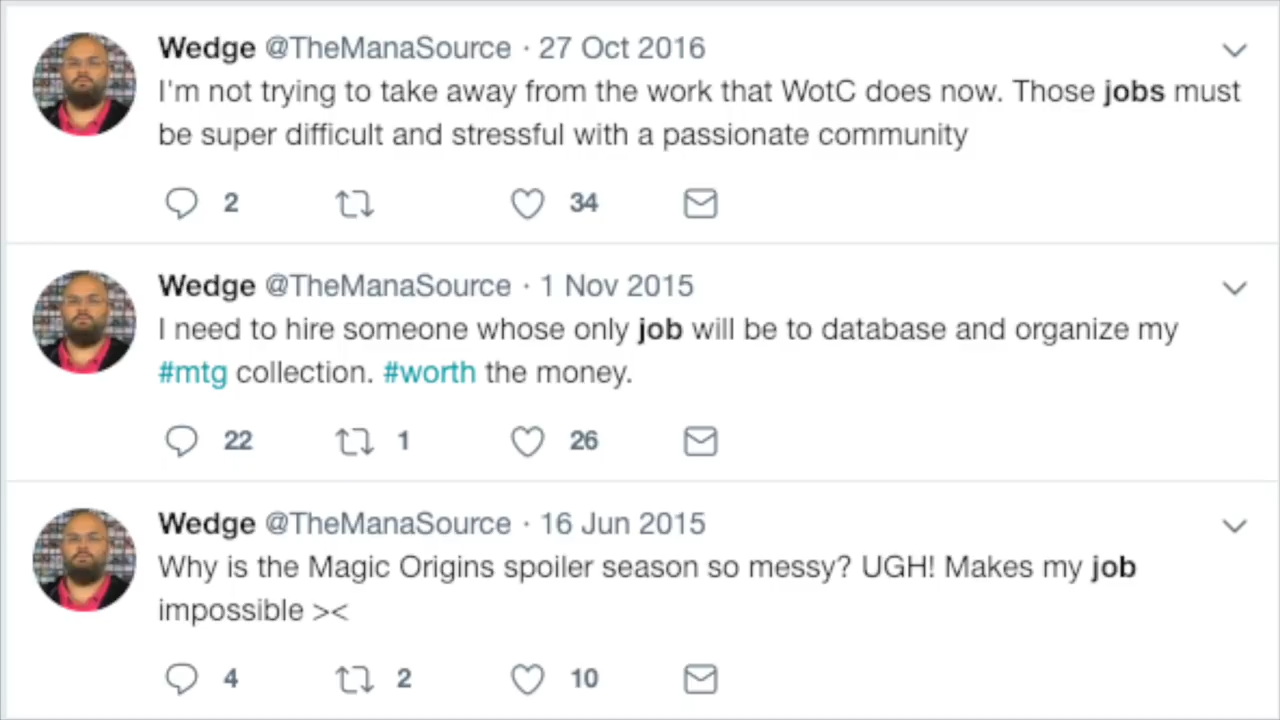 Wedge @TheManaSource · 27 Oct 2016
I'm not trying to take away from the work that WotC does now. Those jobs must
be super difficult and stressful with a passionate community
2 34
Wedge @TheManaSource · 1 Nov 2015
I need to hire someone whose only job will be to database and organize my
#mtg collection. #worth the money.
22 1 26
Wedge @TheManaSource · 16 Jun 2015
Why is the Magic Origins spoiler season so messy? UGH! Makes my job
impossible ><
4 2 10